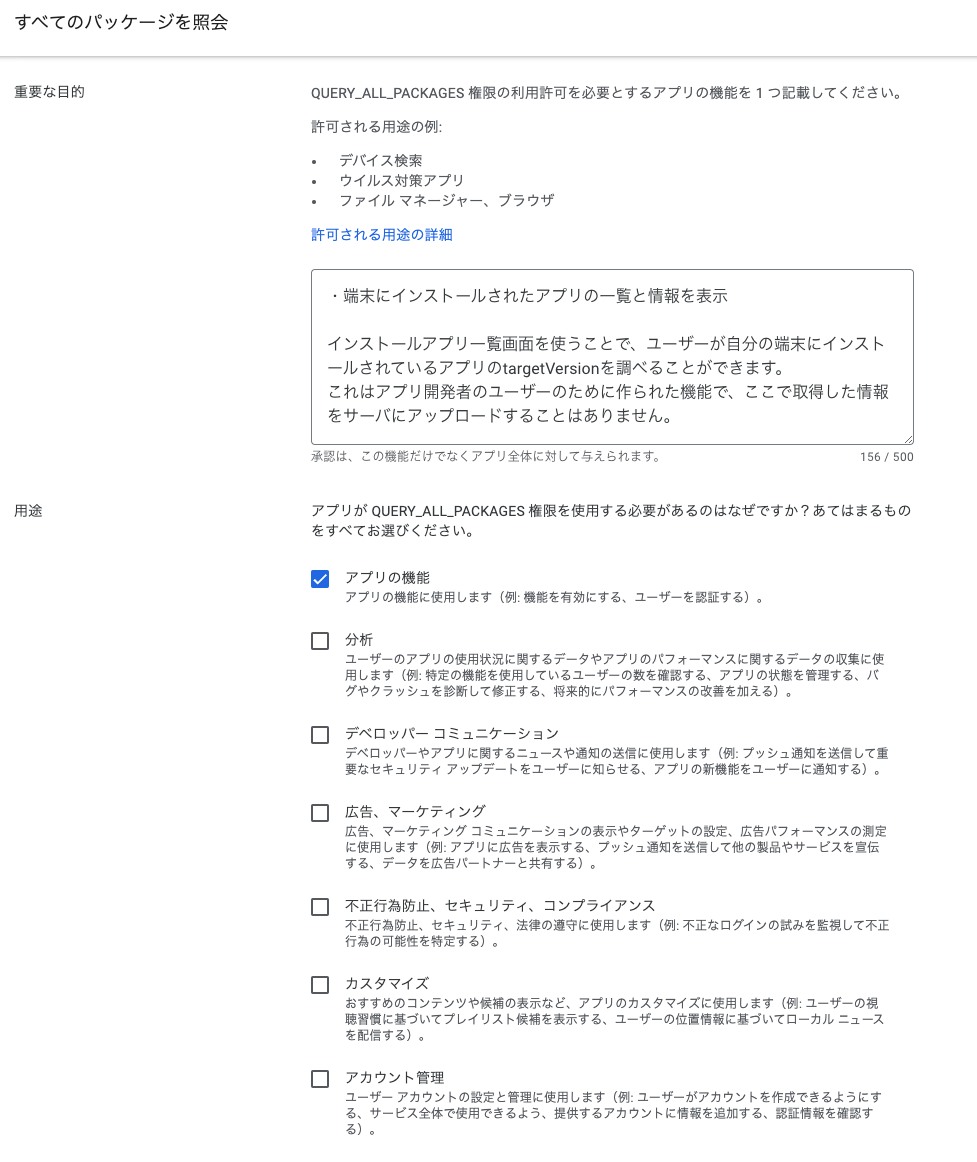 すべてのパッケージを照会
重要な目的
QUERY_ALL_PACKAGES 権限の利用許可を必要とするアプリの機能を 1 つ記載してください。
許可される用途の例:
• デバイス検索
• ウイルス対策アプリ
• ファイル マネージャー、ブラウザ
許可される用途の詳細
・端末にインストールされたアプリの一覧と情報を表示
インストールアプリ一覧画面を使うことで、ユーザーが自分の端末にインスト
ールされているアプリのtargetVersionを調べることができます。
これはアプリ開発者のユーザーのために作られた機能で、ここで取得した情報
をサーバにアップロードすることはありません。
承認は、この機能だけでなくアプリ全体に対して与えられます。
156 / 500
用途
アプリが QUERY_ALL_PACKAGES 権限を使用する必要があるのはなぜですか？あてはまるもの
をすべてお選びください。
アプリの機能
アプリの機能に使用します（例: 機能を有効にする、ユーザーを認証する）。
分析
ユーザーのアプリの使用状況に関するデータやアプリのパフォーマンスに関するデータの収集に使
用します（例: 特定の機能を使用しているユーザーの数を確認する、アプリの状態を管理する、バ
グやクラッシュを診断して修正する、将来的にパフォーマンスの改善を加える）。
デベロッパー コミュニケーション
デベロッパーやアプリに関するニュースや通知の送信に使用します（例: プッシュ通知を送信して重
要なセキュリティ アップデートをユーザーに知らせる、アプリの新機能をユーザーに通知する）。
広告、マーケティング
広告、マーケティング コミュニケーションの表示やターゲットの設定、広告パフォーマンスの測定
に使用します（例: アプリに広告を表示する、プッシュ通知を送信して他の製品やサービスを宣伝
する、データを広告パートナーと共有する）。
不正行為防止、セキュリティ、コンプライアンス
不正行為防止、セキュリティ、法律の遵守に使用します（例: 不正なログインの試みを監視して不正
行為の可能性を特定する）。
カスタマイズ
おすすめのコンテンツや候補の表示など、アプリのカスタマイズに使用します（例: ユーザーの視
聴習慣に基づいてプレイリスト候補を表示する、ユーザーの位置情報に基づいてローカル ニュース
を配信する）。
アカウント管理
ユーザー アカウントの設定と管理に使用します（例: ユーザーがアカウントを作成できるようにす
る、サービス全体で使用できるよう、提供するアカウントに情報を追加する、認証情報を確認す
る）。